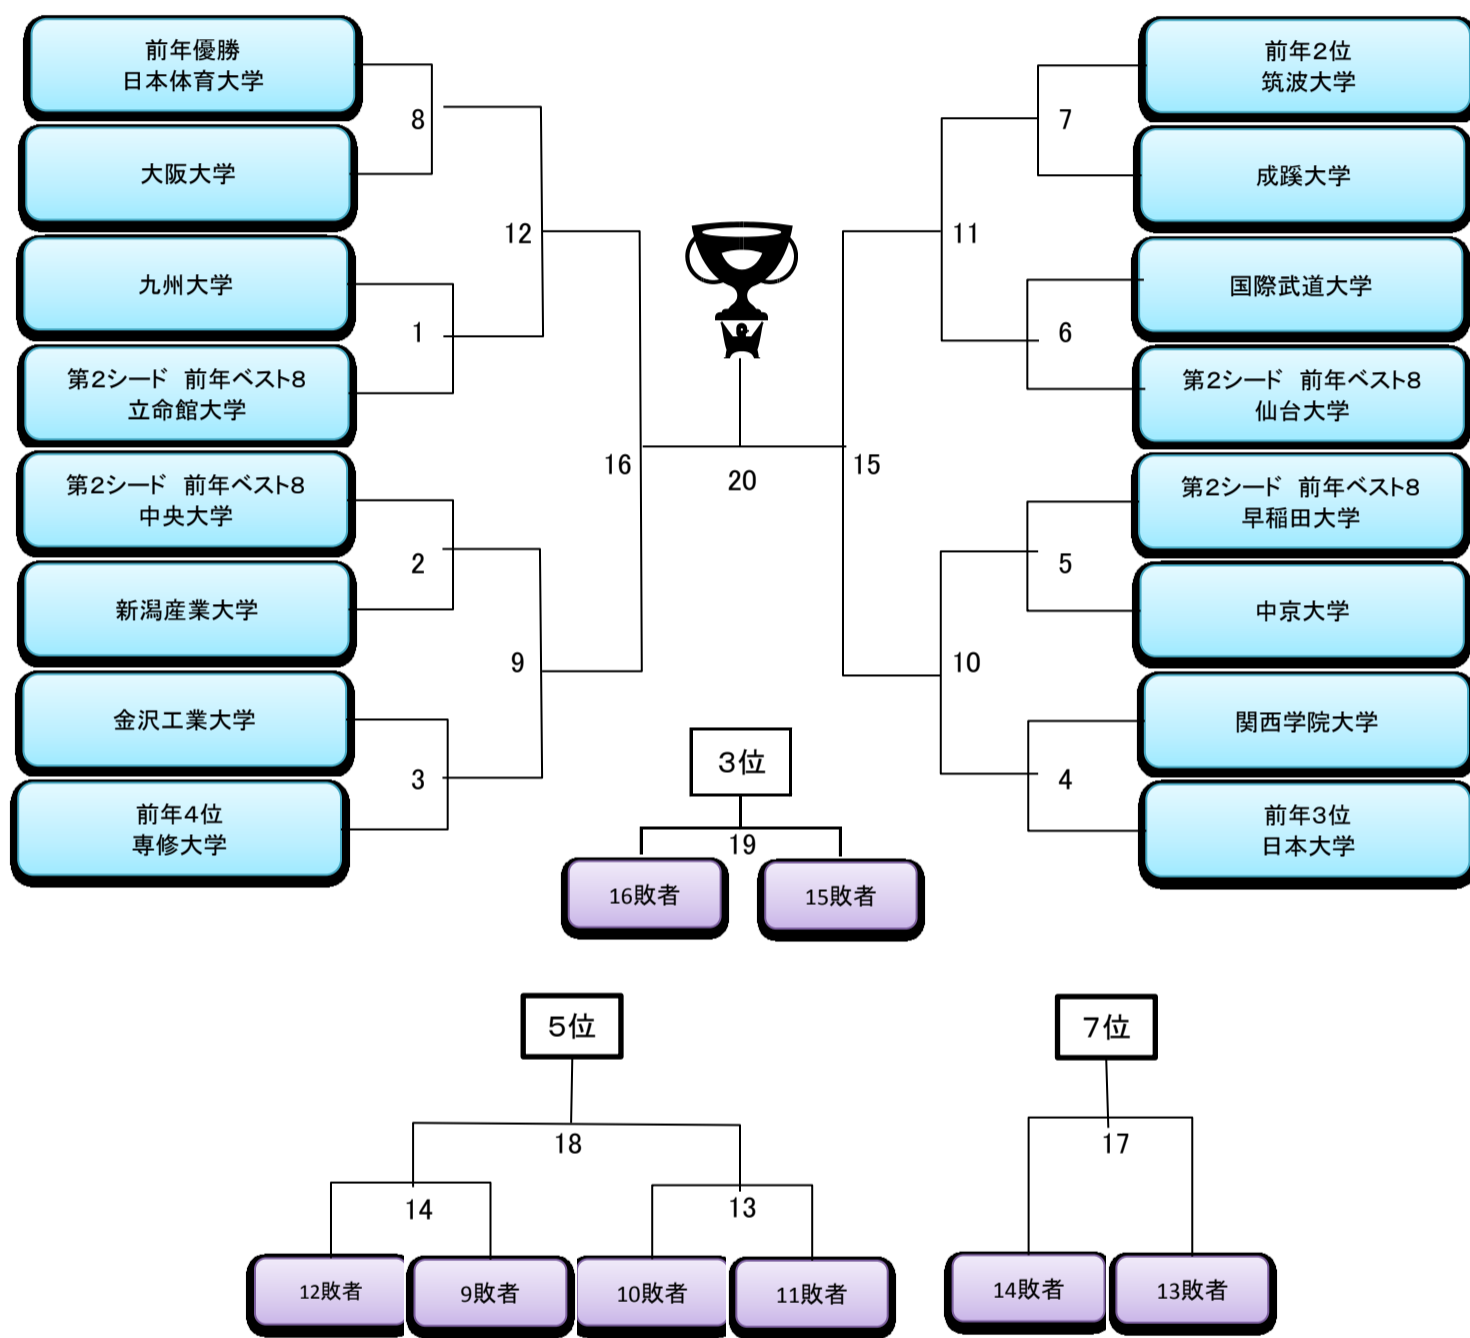 前年優勝
日本体育大学
大阪大学
九州大学
第2シード 前年ベスト8
立命館大学
第2シード 前年ベスト8
中央大学
新潟産業大学
金沢工業大学
前年4位
専修大学
8
1
2
3
12
9
16
20
15
11
10
7
6
5
4
前年2位
筑波大学
成蹊大学
国際武道大学
第2シード 前年ベスト8
仙台大学
第2シード 前年ベスト8
早稲田大学
中京大学
関西学院大学
前年3位
日本大学
3位
19
16敗者
15敗者
5位
18
14
13
12敗者
9敗者
10敗者
11敗者
7位
17
14敗者
13敗者